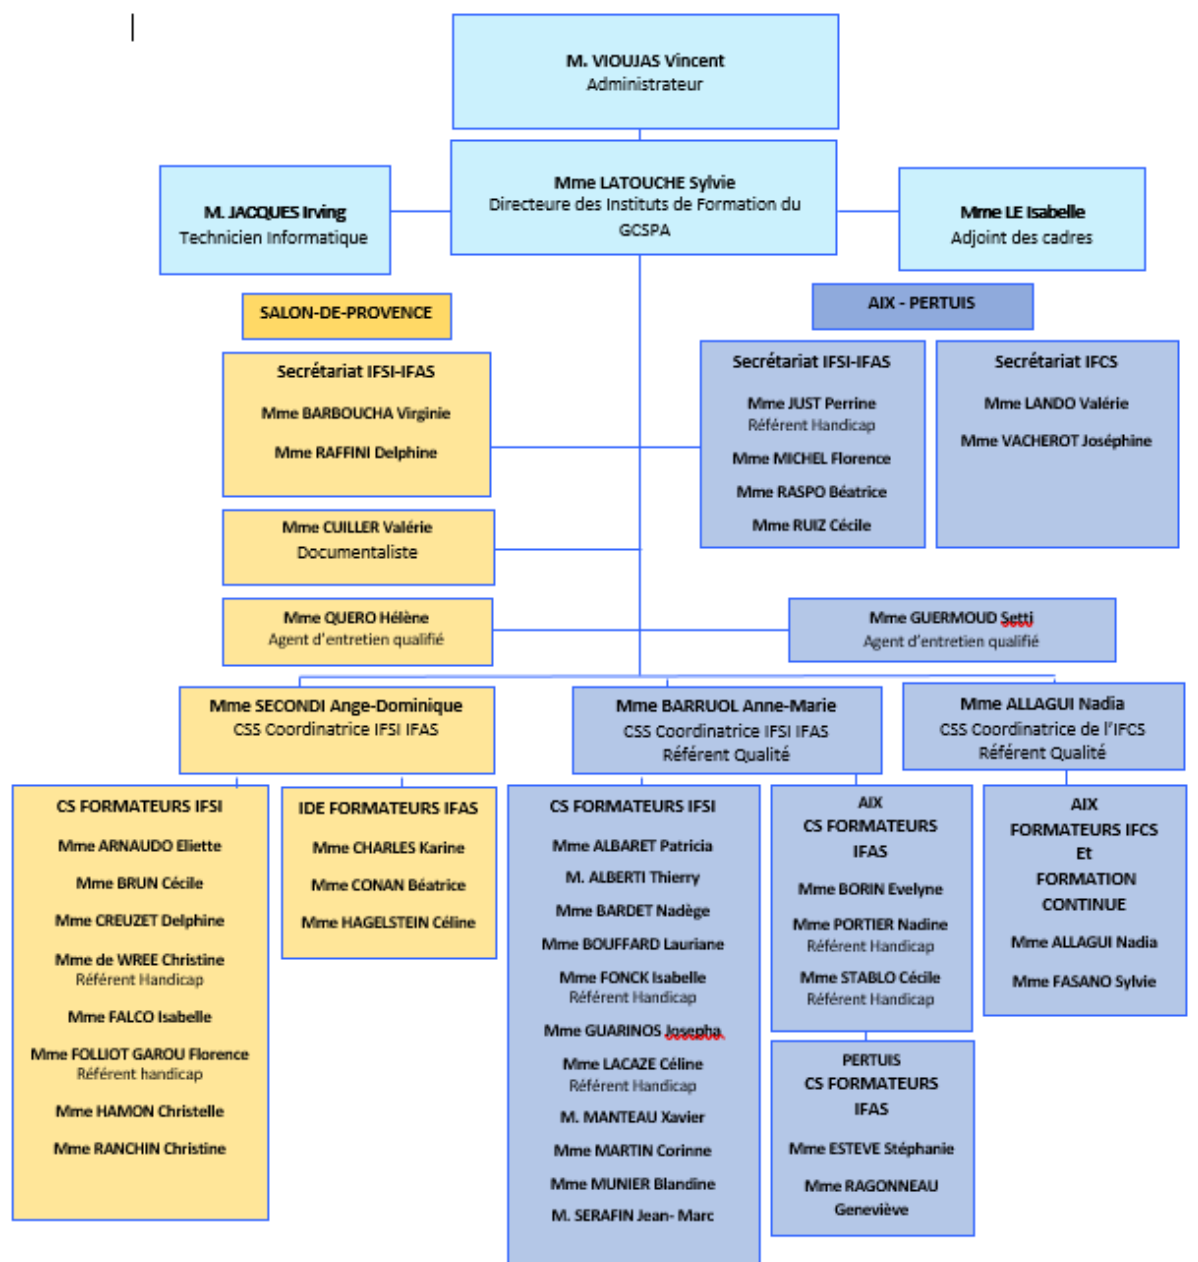 M. VIOUJAS Vincent
Administrateur
Mme LATOUCHE Sylvie
Directeure des Instituts de Formation du
GCSPA
M. JACQUES Irving
Technicien Informatique
Mme LE Isabelle
Adjoint des cadres
SALON-DE-PROVENCE
AIX - PERTUIS
Secrétariat IFSI-IFAS
Mme BARBOUCHA Virginie
Mme RAFFINI Delphine
Secrétariat IFSI-IFAS
Mme JUST Perrine
Référent Handicap
Mme MICHEL Florence
Mme RASPO Béatrice
Mme RUIZ Cécile
Secrétariat IFCS
Mme LANDO Valérie
Mme VACHEROT Joséphine
Mme CUILLER Valérie
Documentaliste
Mme QUERO Hélène
Agent d'entretien qualifié
Mme GUERMOUD Setti
Agent d'entretien qualifié
Mme SECONDI Ange-Dominique
CSS Coordinatrice IFSI IFAS
Mme BARRUOL Anne-Marie
CSS Coordinatrice IFSI IFAS
Référent Qualité
Mme ALLAGUI Nadia
CSS Coordinatrice de l'IFCS
Référent Qualité
CS FORMATEURS IFSI
Mme ARNAUDO Eliette
Mme BRUN Cécile
Mme CREUZET Delphine
Mme de WREE Christine
Référent Handicap
Mme FALCO Isabelle
Mme FOLLIOT GAROU Florence
Référent handicap
Mme HAMON Christelle
Mme RANCHIN Christine
IDE FORMATEURS IFAS
Mme CHARLES Karine
Mme CONAN Béatrice
Mme HAGELSTEIN Céline
CS FORMATEURS IFSI
Mme ALBARET Patricia
M. ALBERTI Thierry
Mme BARDET Nadège
Mme BOUFFARD Lauriane
Mme FONCK Isabelle
Référent Handicap
Mme GUARINOS Josepha
Mme LACAZE Céline
Référent Handicap
M. MANTEAU Xavier
Mme MARTIN Corinne
Mme MUNIER Blandine
M. SERAFIN Jean- Marc
AIX
CS FORMATEURS
IFAS
Mme BORIN Evelyne
Mme PORTIER Nadine
Référent Handicap
Mme STABLO Cécile
Référent Handicap
PERTUIS
CS FORMATEURS
IFAS
Mme ESTEVE Stéphanie
Mme RAGONNEAU
Geneviève
AIX
FORMATEURS IFCS
Et
FORMATION
CONTINUE
Mme ALLAGUI Nadia
Mme FASANO Sylvie